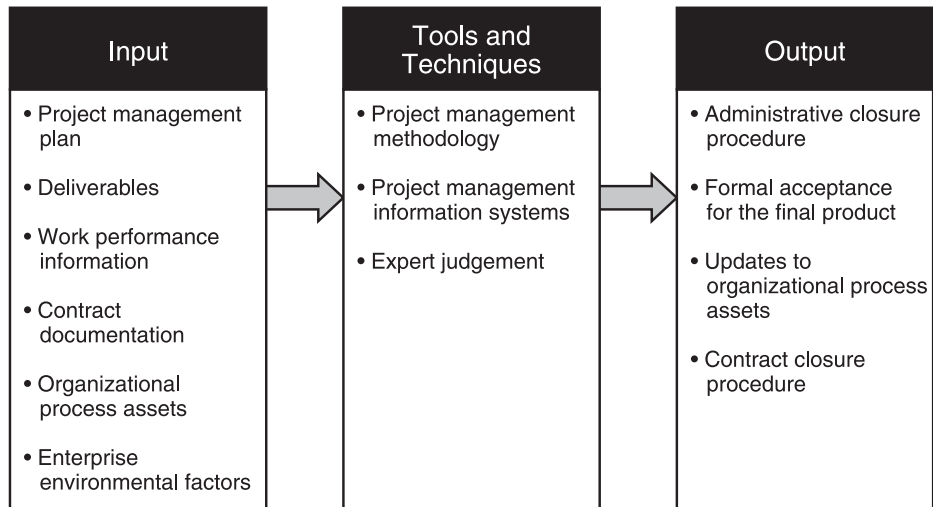 Input
• Project management
plan
• Deliverables
• Work performance
information
• Contract
documentation
• Organizational
process assets
• Enterprise
environmental factors
Tools and
Techniques
• Project management
methodology
• Project management
information systems
• Expert judgement
Output
• Administrative closure
procedure
• Formal acceptance
for the final product
• Updates to
organizational process
assets
• Contract closure
procedure